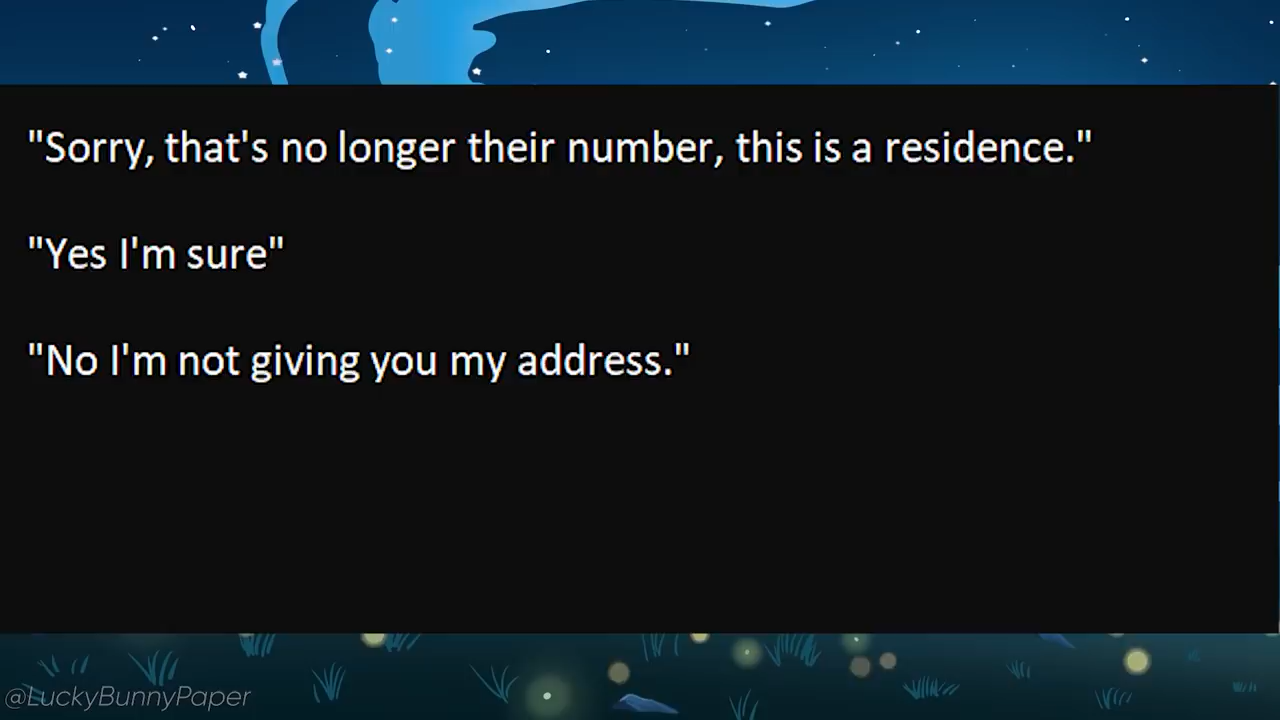 "Sorry, that's no longer their number, this is a residence."
"Yes I'm sure"
"No I'm not giving you my address."
@LuckyBunnyPaper